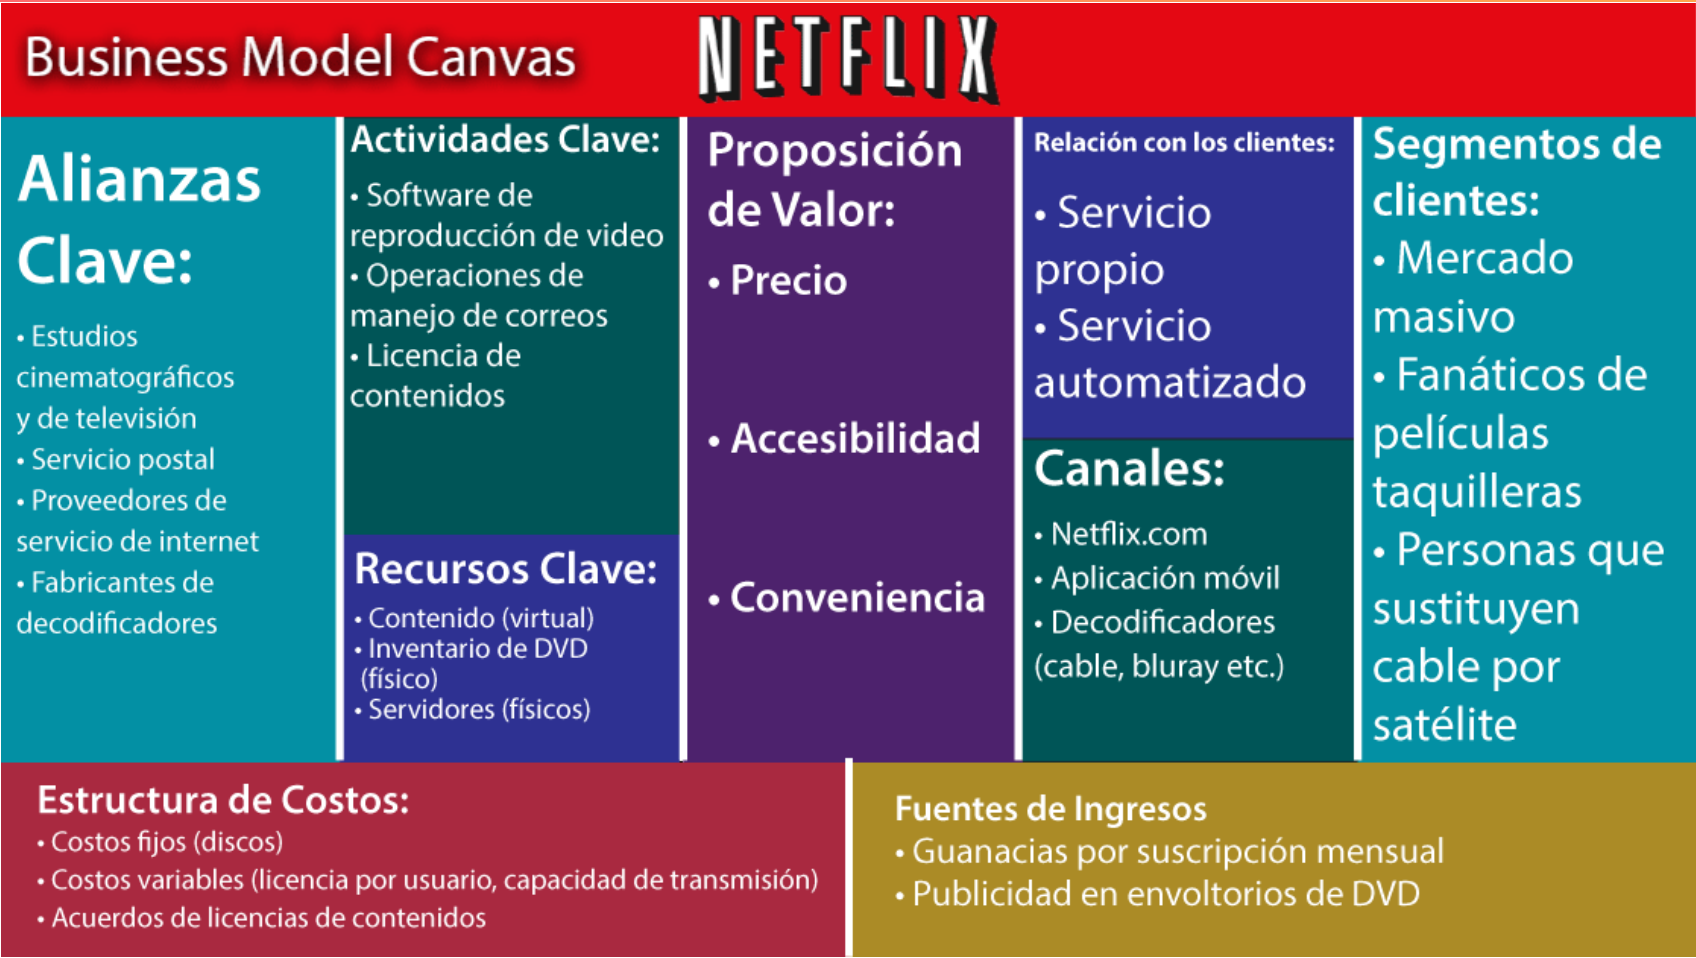 Business Model Canvas
NETFLIX
Alianzas
Clave:
• Estudios
cinematográficos
y de televisión
• Servicio postal
• Proveedores de
servicio de internet
• Fabricantes de
decodificadores
Actividades Clave:
• Software de
reproducción de video
• Operaciones de
manejo de correos
• Licencia de
contenidos
Recursos Clave:
• Contenido (virtual)
• Inventario de DVD
(físico)
• Servidores (físicos)
Proposición
de Valor:
• Precio
• Accesibilidad
• Conveniencia
Relación con los clientes:
• Servicio
propio
• Servicio
automatizado
Canales:
• Netflix.com
• Aplicación móvil
• Decodificadores
(cable, bluray etc.)
Segmentos de
clientes:
• Mercado
masivo
• Fanáticos de
películas
taquilleras
• Personas que
sustituyen
cable por
satélite
Estructura de Costos:
• Costos fijos (discos)
• Costos variables (licencia por usuario, capacidad de transmisión)
• Acuerdos de licencias de contenidos
Fuentes de Ingresos
• Guanacias por suscripción mensual
• Publicidad en envoltorios de DVD